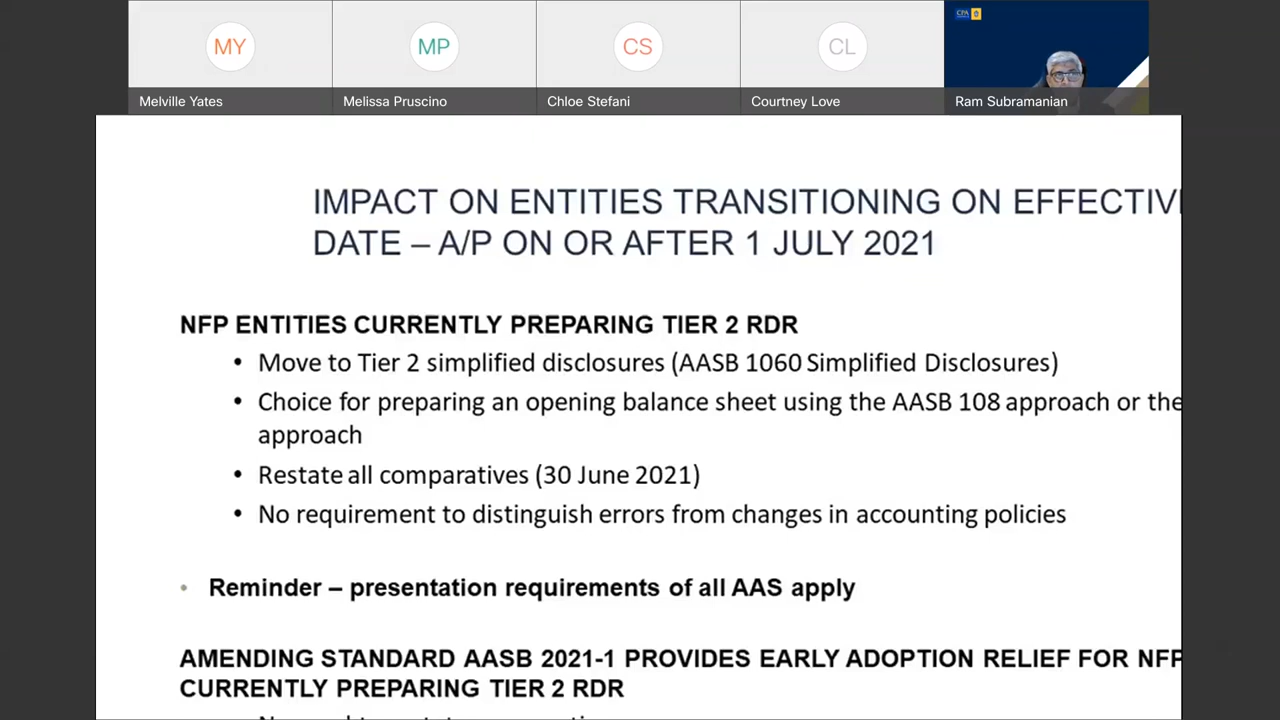 MY
MP
CS
CL
CPA
Melville Yates
Melissa Pruscino
Chloe Stefani
Courtney Love
Ram Subramanian
IMPACT ON ENTITIES TRANSITIONING ON EFFECTIV
DATE – A/P ON OR AFTER 1 JULY 2021
NFP ENTITIES CURRENTLY PREPARING TIER 2 RDR
• Move to Tier 2 simplified disclosures (AASB 1060 Simplified Disclosures)
• Choice for preparing an opening balance sheet using the AASB 108 approach or the
approach
• Restate all comparatives (30 June 2021)
• No requirement to distinguish errors from changes in accounting policies
• Reminder – presentation requirements of all AAS apply
AMENDING STANDARD AASB 2021-1 PROVIDES EARLY ADOPTION RELIEF FOR NFP
CURRENTLY PREPARING TIER 2 RDR